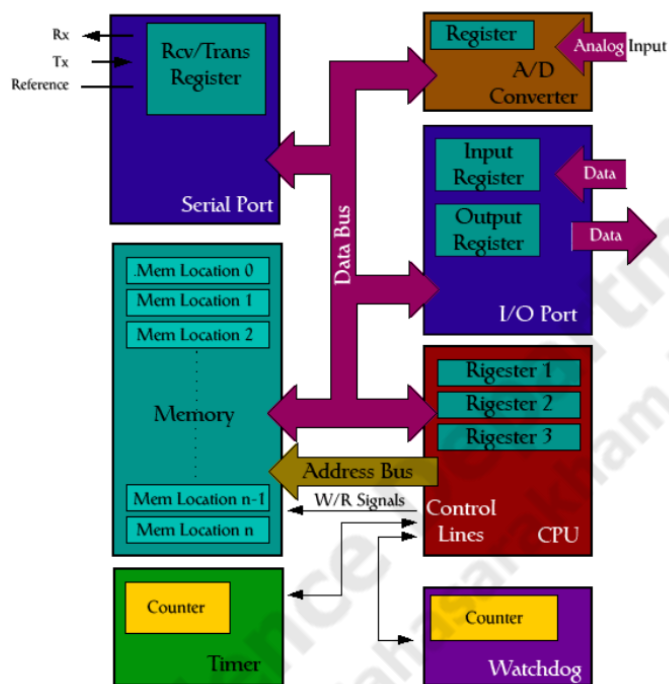 Rx
Tx
Reference
Rcv/Trans
Register
Serial Port
Register
A/D
Converter
Analog Input
Data Bus
Input
Register
Output
Register
Data
Data
I/O Port
.Mem Location 0
Mem Location 1
Mem Location 2
Memory
Mem Location n-1
Mem Location n
Rigester 1
Rigester 2
Rigester 3
Address Bus
W/R Signals
Control
Lines
CPU
Counter
Timer
Counter
Watchdog